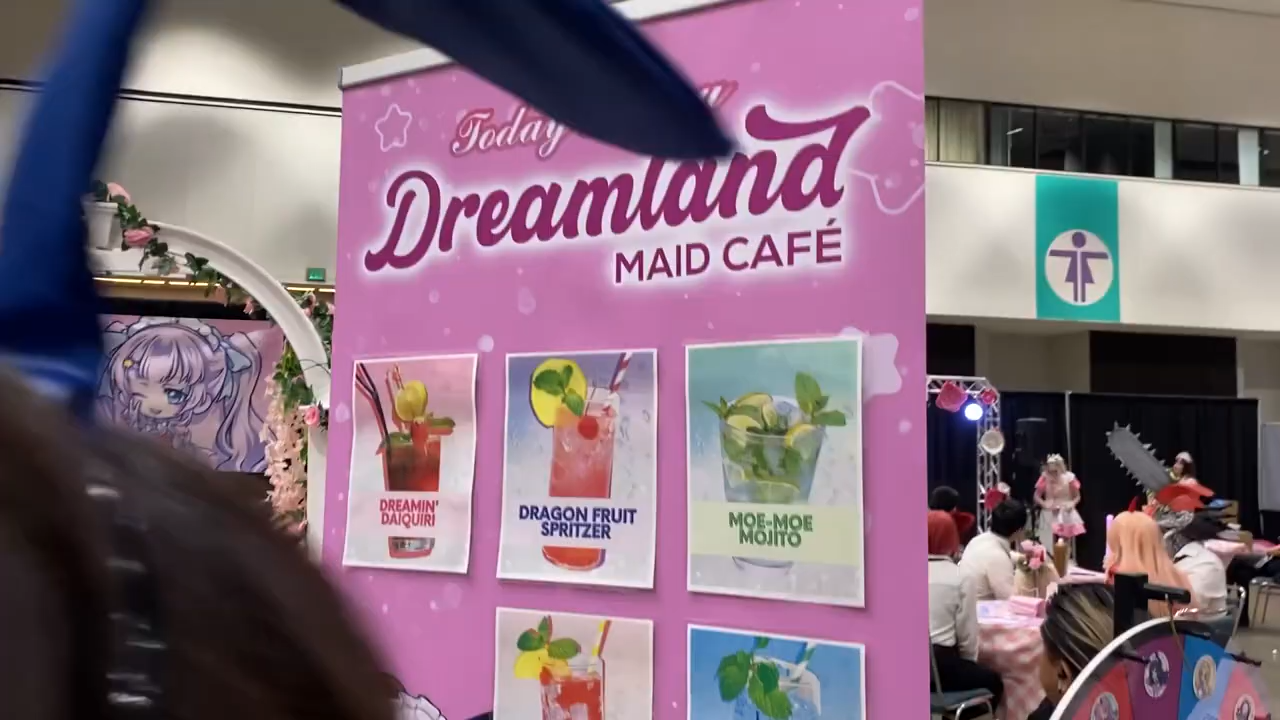 Today
Dreamland
MAID CAFÉ
DREAMIN'
DAIQUIRI
DRAGON FRUIT
SPRITZER
MOE-MOE
MOJITO